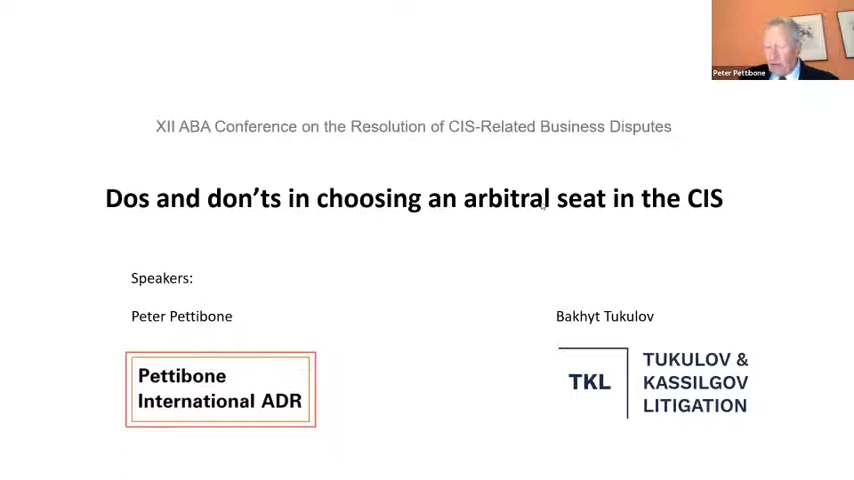 Peter Pettibone
XII ABA Conference on the Resolution of CIS-Related Business Disputes
Dos and don'ts in choosing an arbitral seat in the CIS
Speakers:
Peter Pettibone
Bakhyt Tukulov
Pettibone
International ADR
TKL
TUKULOV &
KASSILGOV
LITIGATION